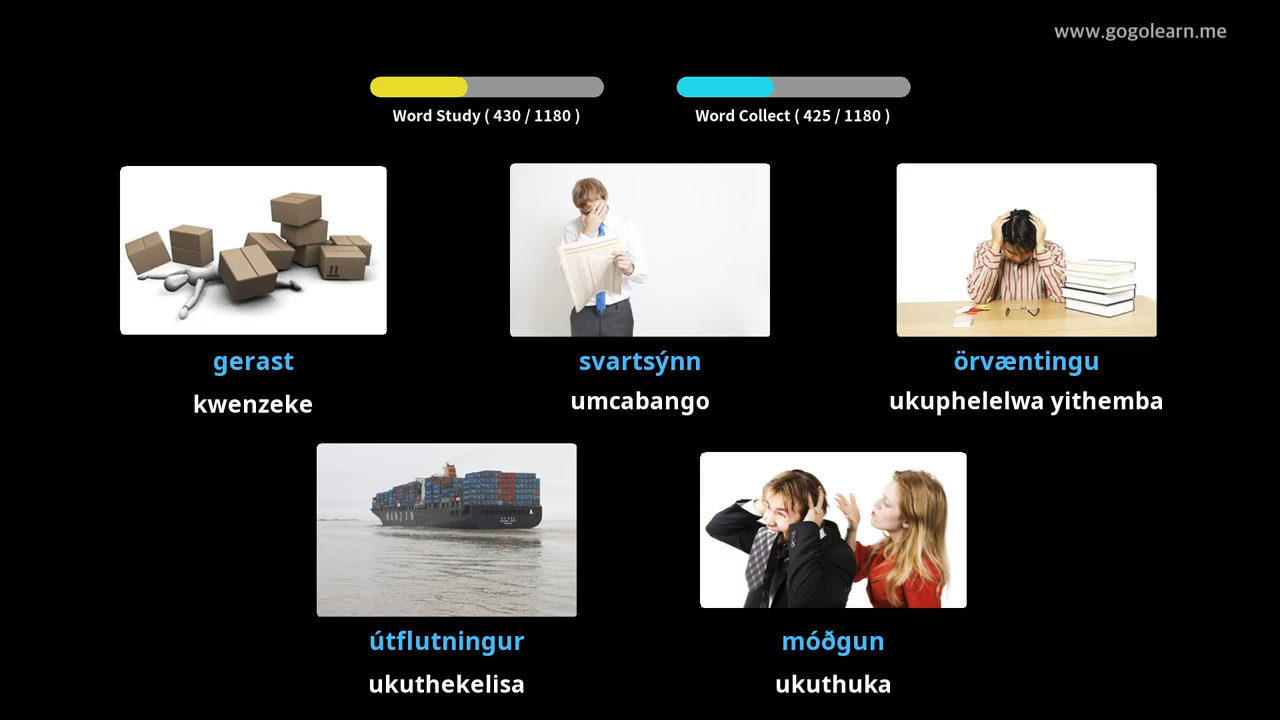 www.gogolearn.me
Word Study ( 430 / 1180 )
Word Collect ( 425 / 1180 )
gerast
kwenzeke
svartsýnn
umcabango
örvæntingu
ukuphelelwa yithemba
HANJIN
útflutningur
ukuthekelisa
móðgun
ukuthuka